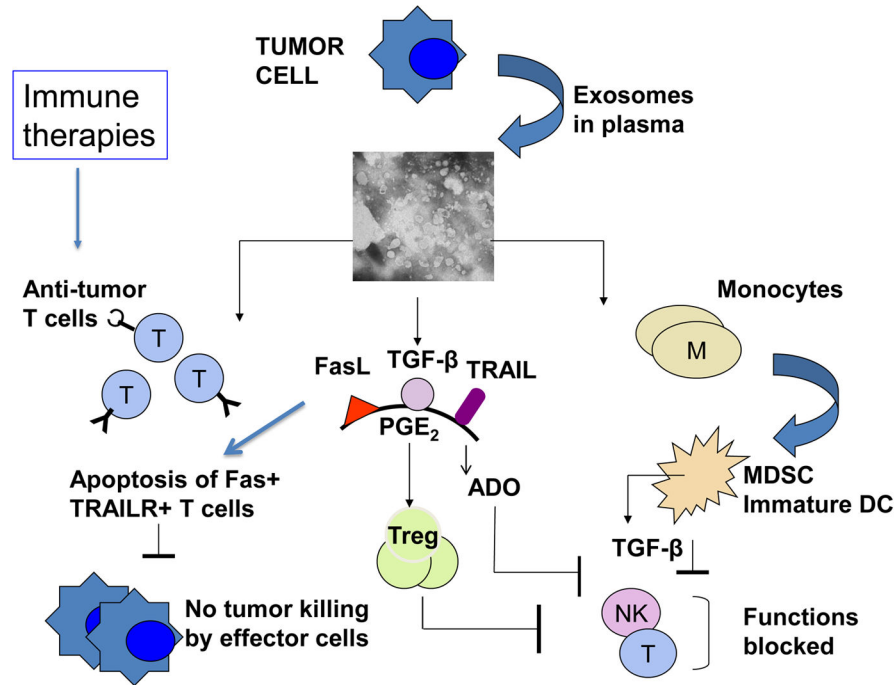 TUMOR
CELL
Exosomes
in plasma
Immune
therapies
Anti-tumor
T cells
T
T
T
Monocytes
M
FasL
TGF-β
TRAIL
PGE₂
Apoptosis of Fas+
TRAILR+ T cells
ADO
MDSC
Immature DC
Treg
TGF-β
No tumor killing
by effector cells
NK
T
Functions
blocked